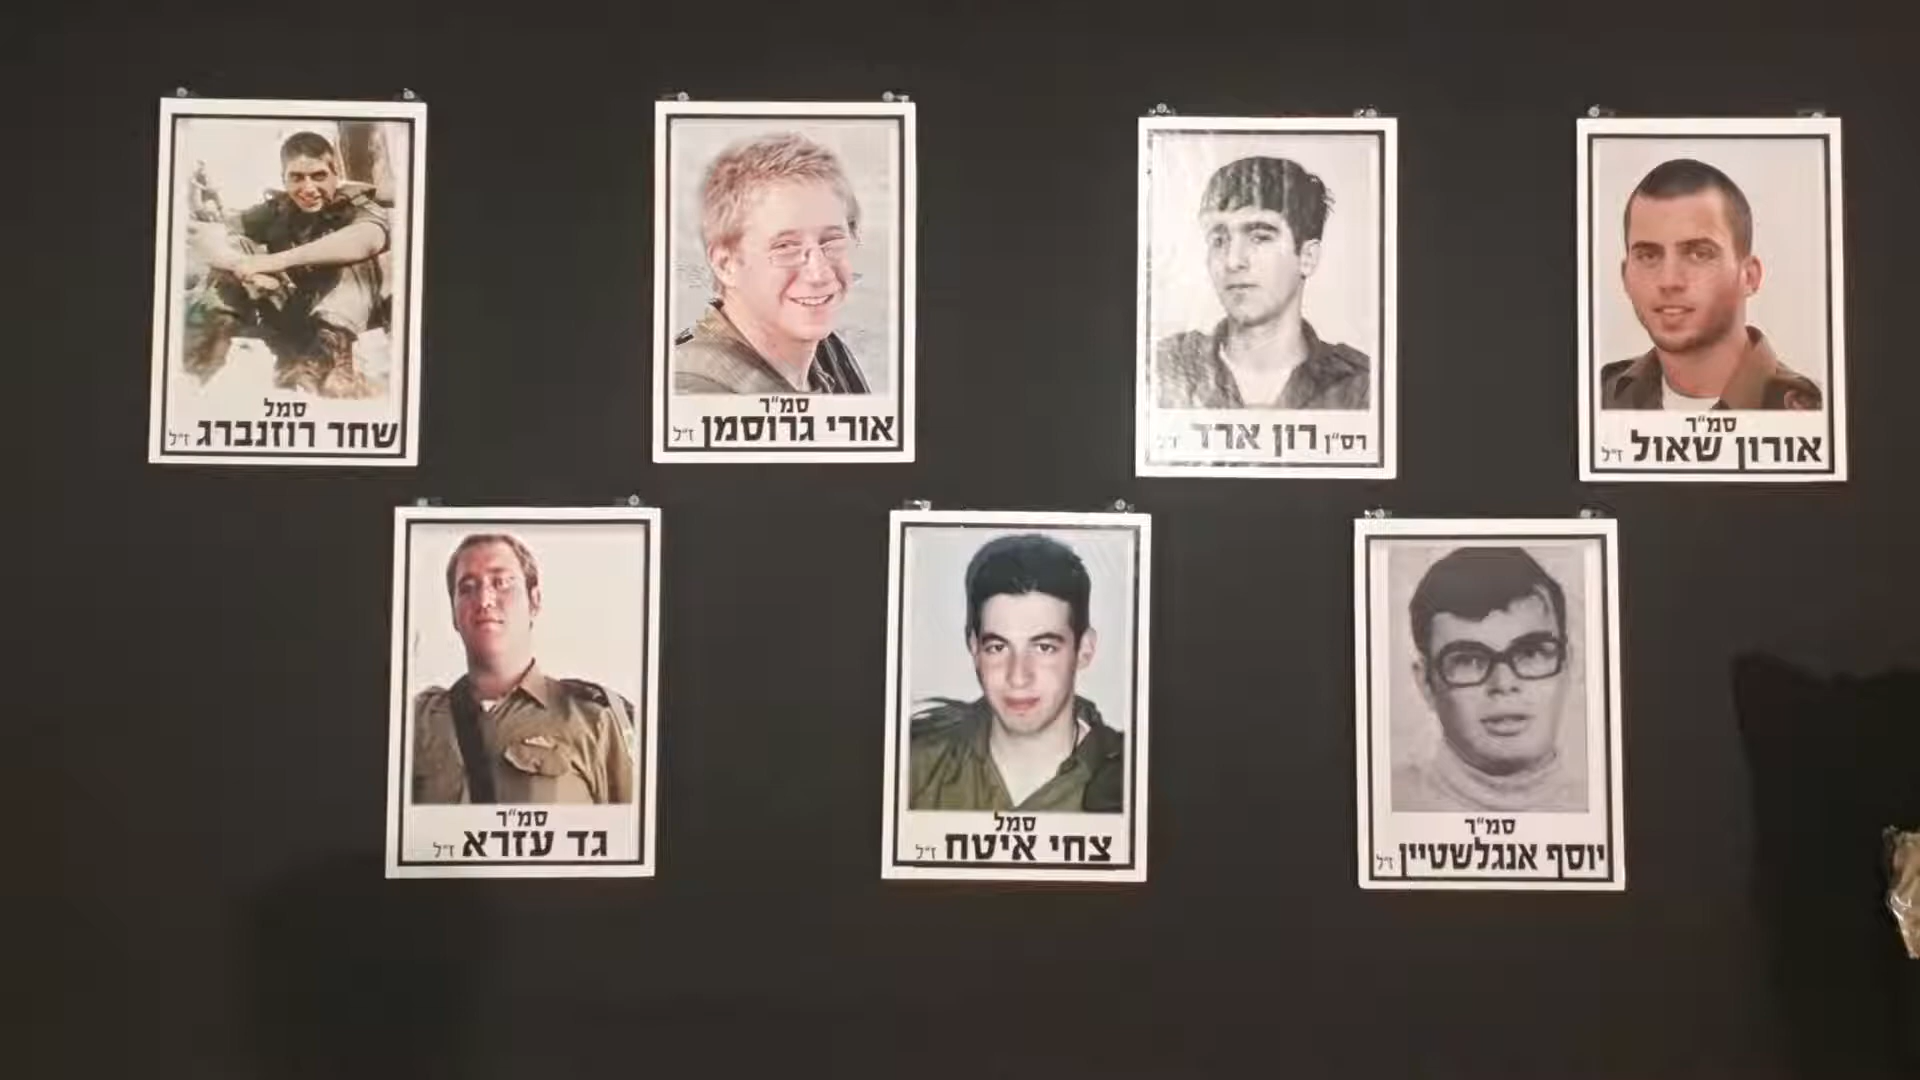 סמל
שחר רוזנברג ז"ל
סמ"ר
אורי גרוסמן ז"ל
רס"ן רון ארד ז"ל
סמ"ר
אורון שאול ז"ל
סמ"ר
גד עזרא ז"ל
סמל
צחי איטח ז"ל
סמ"ר
יוסף אנגלשטיין ז"ל